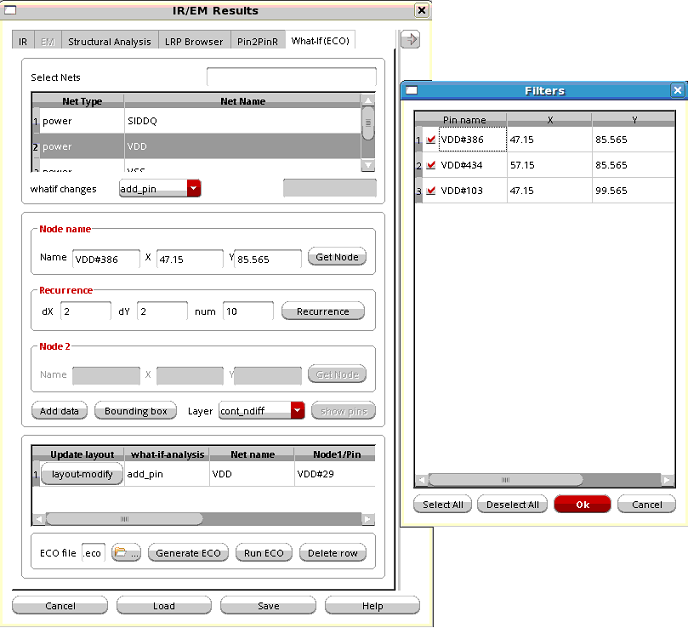 IR/EM Results
IR EM Structural Analysis LRP Browser Pin2PinR What-If(ECO)
Select Nets
Net Type Net Name
1 power SIDDQ
2 power VDD
3 power VSS
whatif changes add_pin
Node name
Name VDD#386 X 47.15 Y 85.565 Get Node
Recurrence
dX 2 dY 2 num 10 Recurrence
Node 2
Name X Y Get Node
Add data Bounding box Layer cont_ndiff show pins
Update layout what-if-analysis Net name Node1/Pin
1 layout-modify add_pin VDD VDD#29
ECO file .eco ... Generate ECO Run ECO Delete row
Cancel Load Save Help
Filters
Pin name X Y
1 VDD#386 47.15 85.565
2 VDD#434 57.15 85.565
3 VDD#103 47.15 99.565
Select All Deselect All Ok Cancel